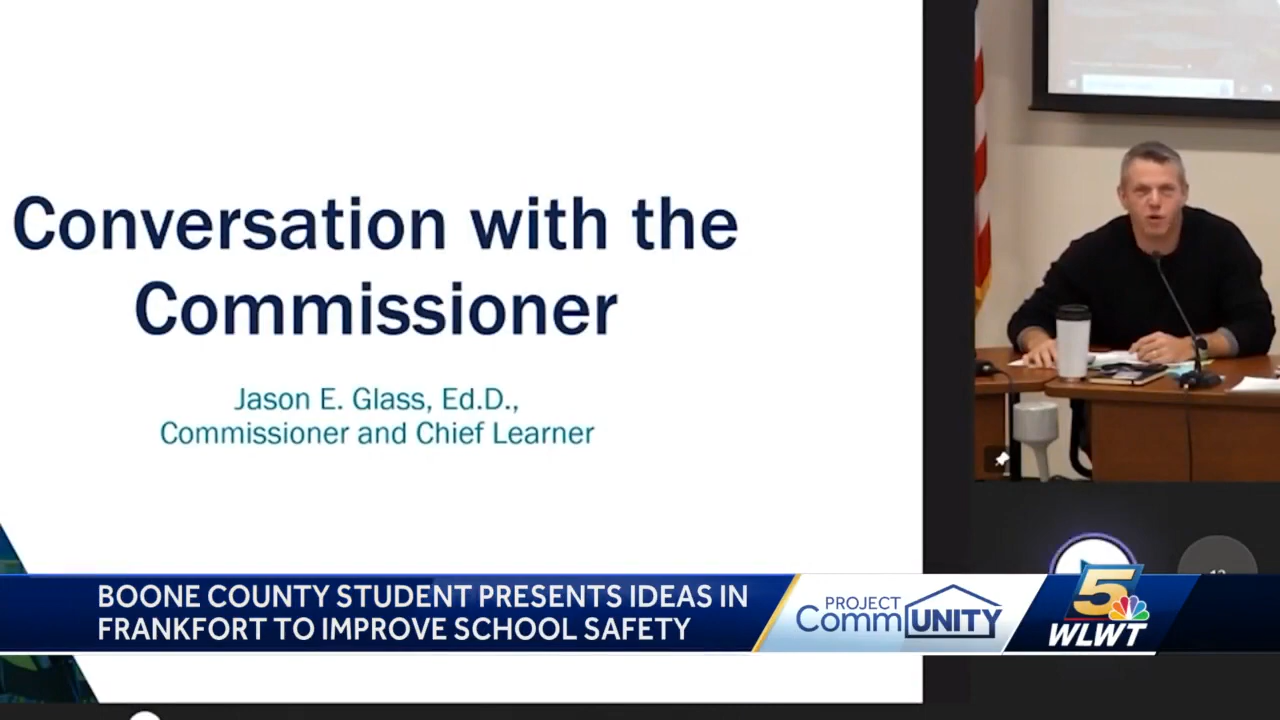 Conversation with the
Commissioner
Jason E. Glass, Ed.D.,
Commissioner and Chief Learner
BOONE COUNTY STUDENT PRESENTS IDEAS IN
FRANKFORT TO IMPROVE SCHOOL SAFETY
PROJECT
CommUNITY
5
WLWT